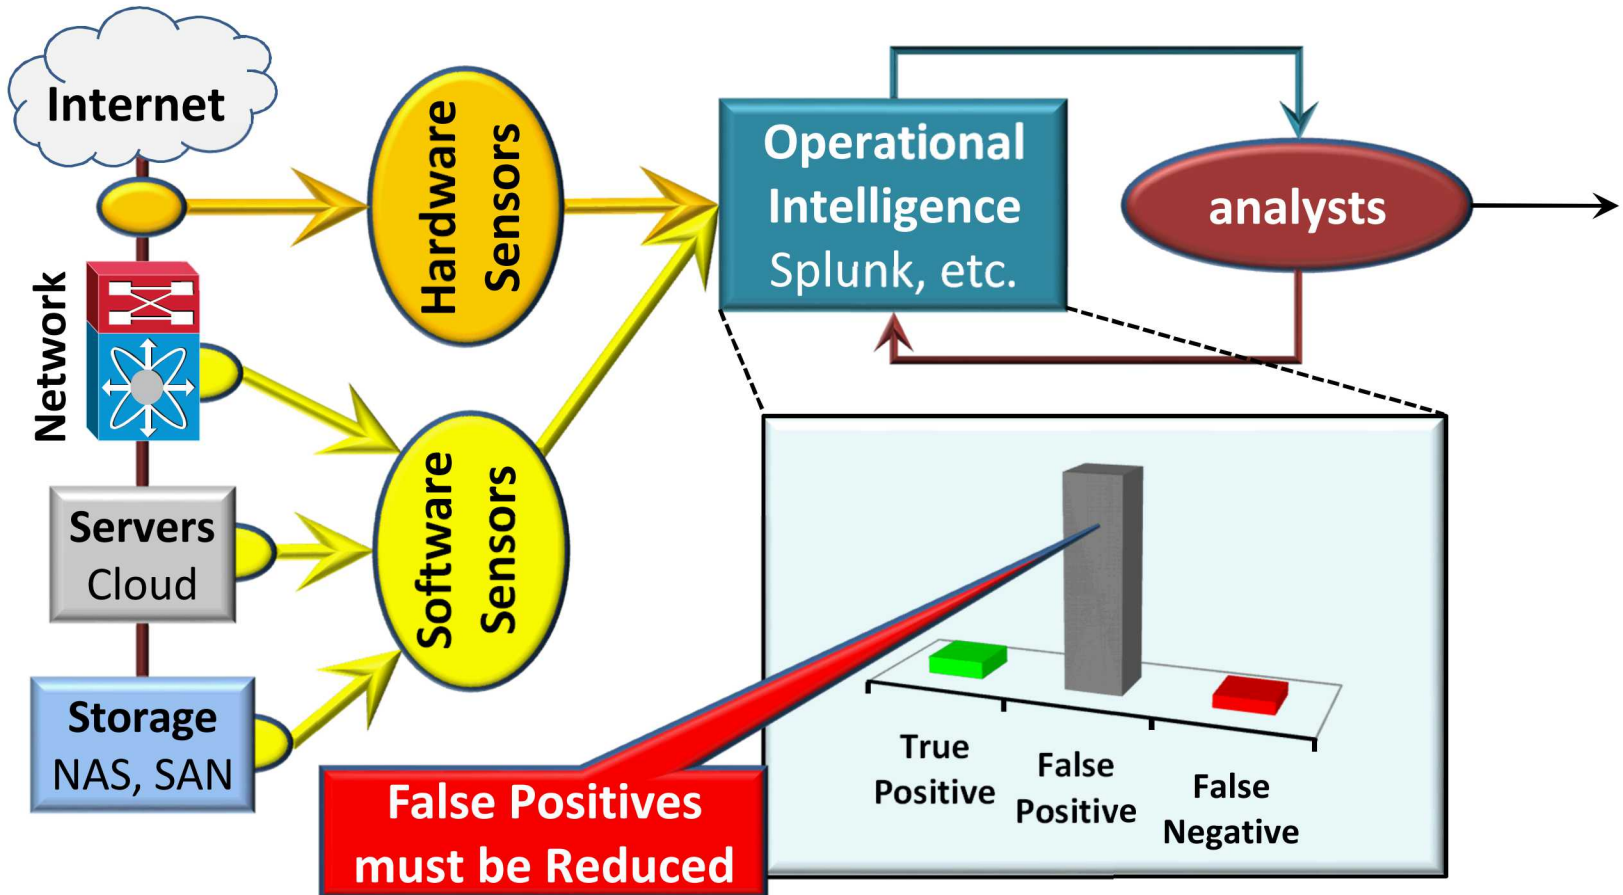 Internet
Hardware
Sensors
Operational
Intelligence
Splunk, etc.
analysts
Network
Servers
Cloud
Software
Sensors
Storage
NAS, SAN
False Positives
must be Reduced
True
Positive
False
Positive
False
Negative